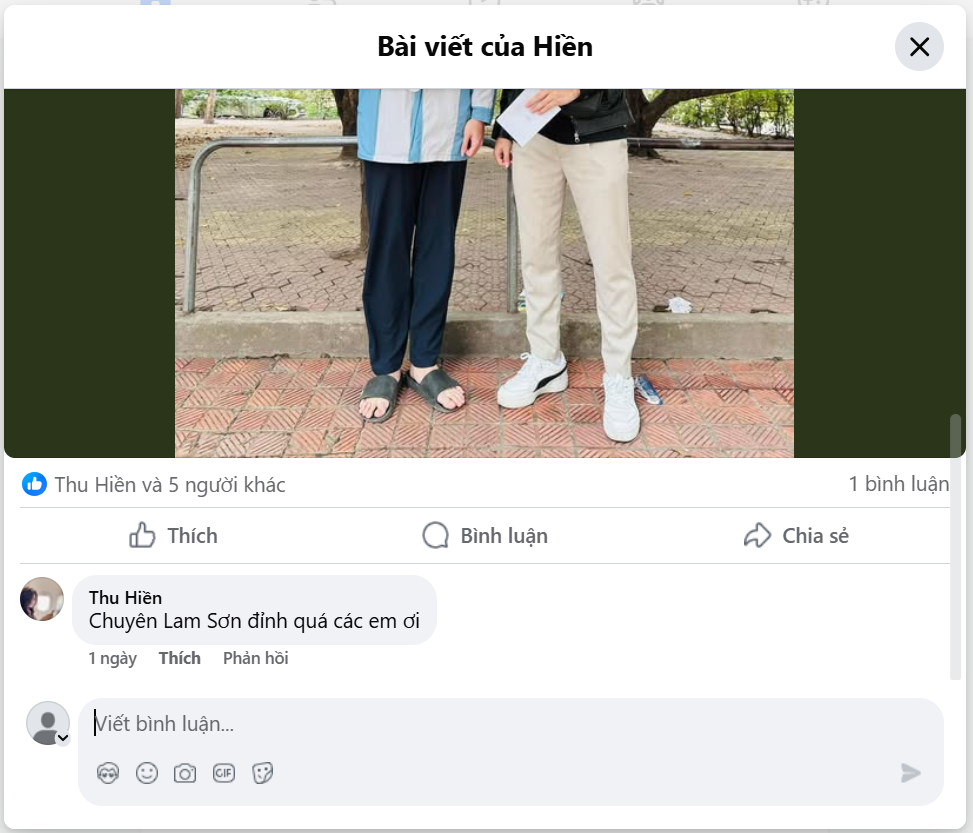 Bài viết của Hiền
Thu Hiền và 5 người khác
1 bình luận
Thích
Bình luận
Chia sẻ
Thu Hiền
Chuyên Lam Sơn đỉnh quá các em ơi
1 ngày Thích Phản hồi
Viết bình luận...
GIF